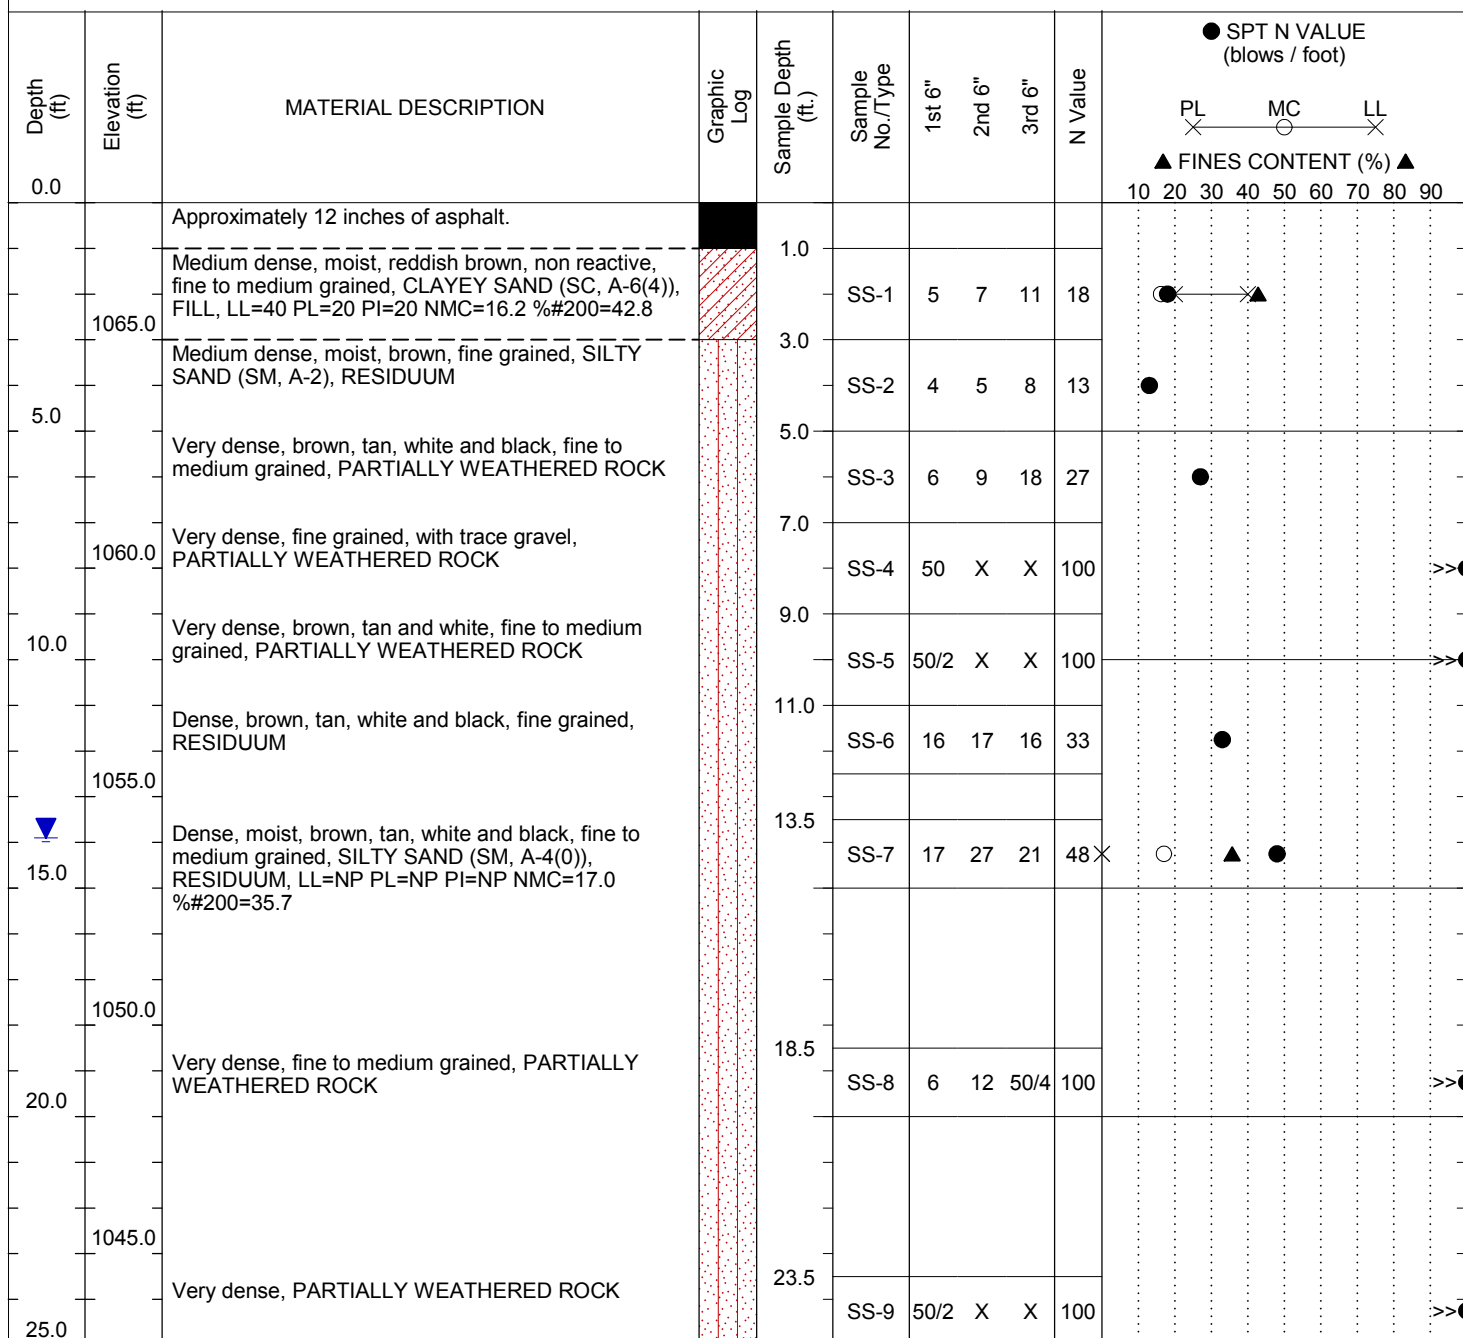 Depth (ft)
Elevation (ft)
MATERIAL DESCRIPTION
Graphic Log
Sample Depth (ft.)
Sample No./Type
1st 6"
2nd 6"
3rd 6"
N Value
● SPT N VALUE
(blows / foot)
PL MC LL
▲ FINES CONTENT (%) ▲
0.0
10 20 30 40 50 60 70 80 90
Approximately 12 inches of asphalt.
1.0
Medium dense, moist, reddish brown, non reactive,
fine to medium grained, CLAYEY SAND (SC, A-6(4)),
FILL, LL=40 PL=20 PI=20 NMC=16.2 %#200=42.8
SS-1 5 7 11 18
1065.0
3.0
Medium dense, moist, brown, fine grained, SILTY
SAND (SM, A-2), RESIDUUM
SS-2 4 5 8 13
5.0
5.0
Very dense, brown, tan, white and black, fine to
medium grained, PARTIALLY WEATHERED ROCK
SS-3 6 9 18 27
7.0
Very dense, fine grained, with trace gravel,
PARTIALLY WEATHERED ROCK
1060.0
SS-4 50 X X 100 >>
9.0
Very dense, brown, tan and white, fine to medium
grained, PARTIALLY WEATHERED ROCK
10.0
SS-5 50/2 X X 100 >>
11.0
Dense, brown, tan, white and black, fine grained,
RESIDUUM
SS-6 16 17 16 33
1055.0
13.5
Dense, moist, brown, tan, white and black, fine to
medium grained, SILTY SAND (SM, A-4(0)),
RESIDUUM, LL=NP PL=NP PI=NP NMC=17.0
%#200=35.7
SS-7 17 27 21 48
15.0
1050.0
18.5
Very dense, fine to medium grained, PARTIALLY
WEATHERED ROCK
SS-8 6 12 50/4 100 >>
20.0
1045.0
23.5
Very dense, PARTIALLY WEATHERED ROCK
SS-9 50/2 X X 100 >>
25.0